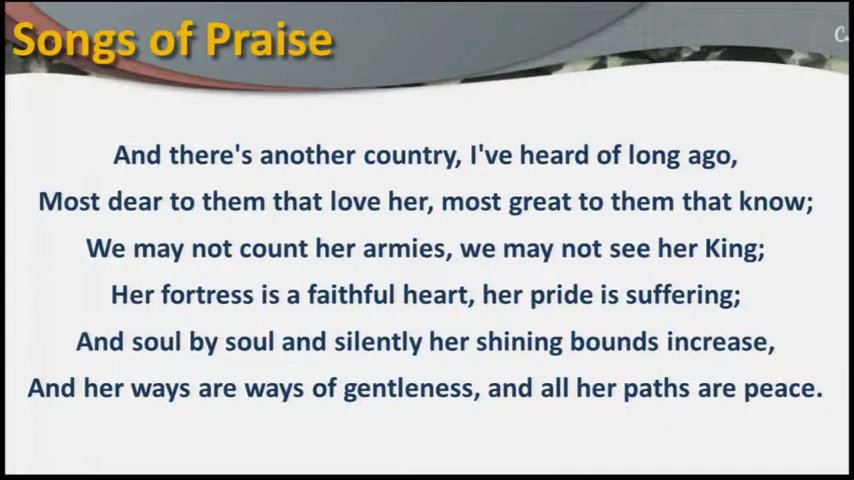 Songs of Praise
And there's another country, I've heard of long ago,
Most dear to them that love her, most great to them that know;
We may not count her armies, we may not see her King;
Her fortress is a faithful heart, her pride is suffering;
And soul by soul and silently her shining bounds increase,
And her ways are ways of gentleness, and all her paths are peace.